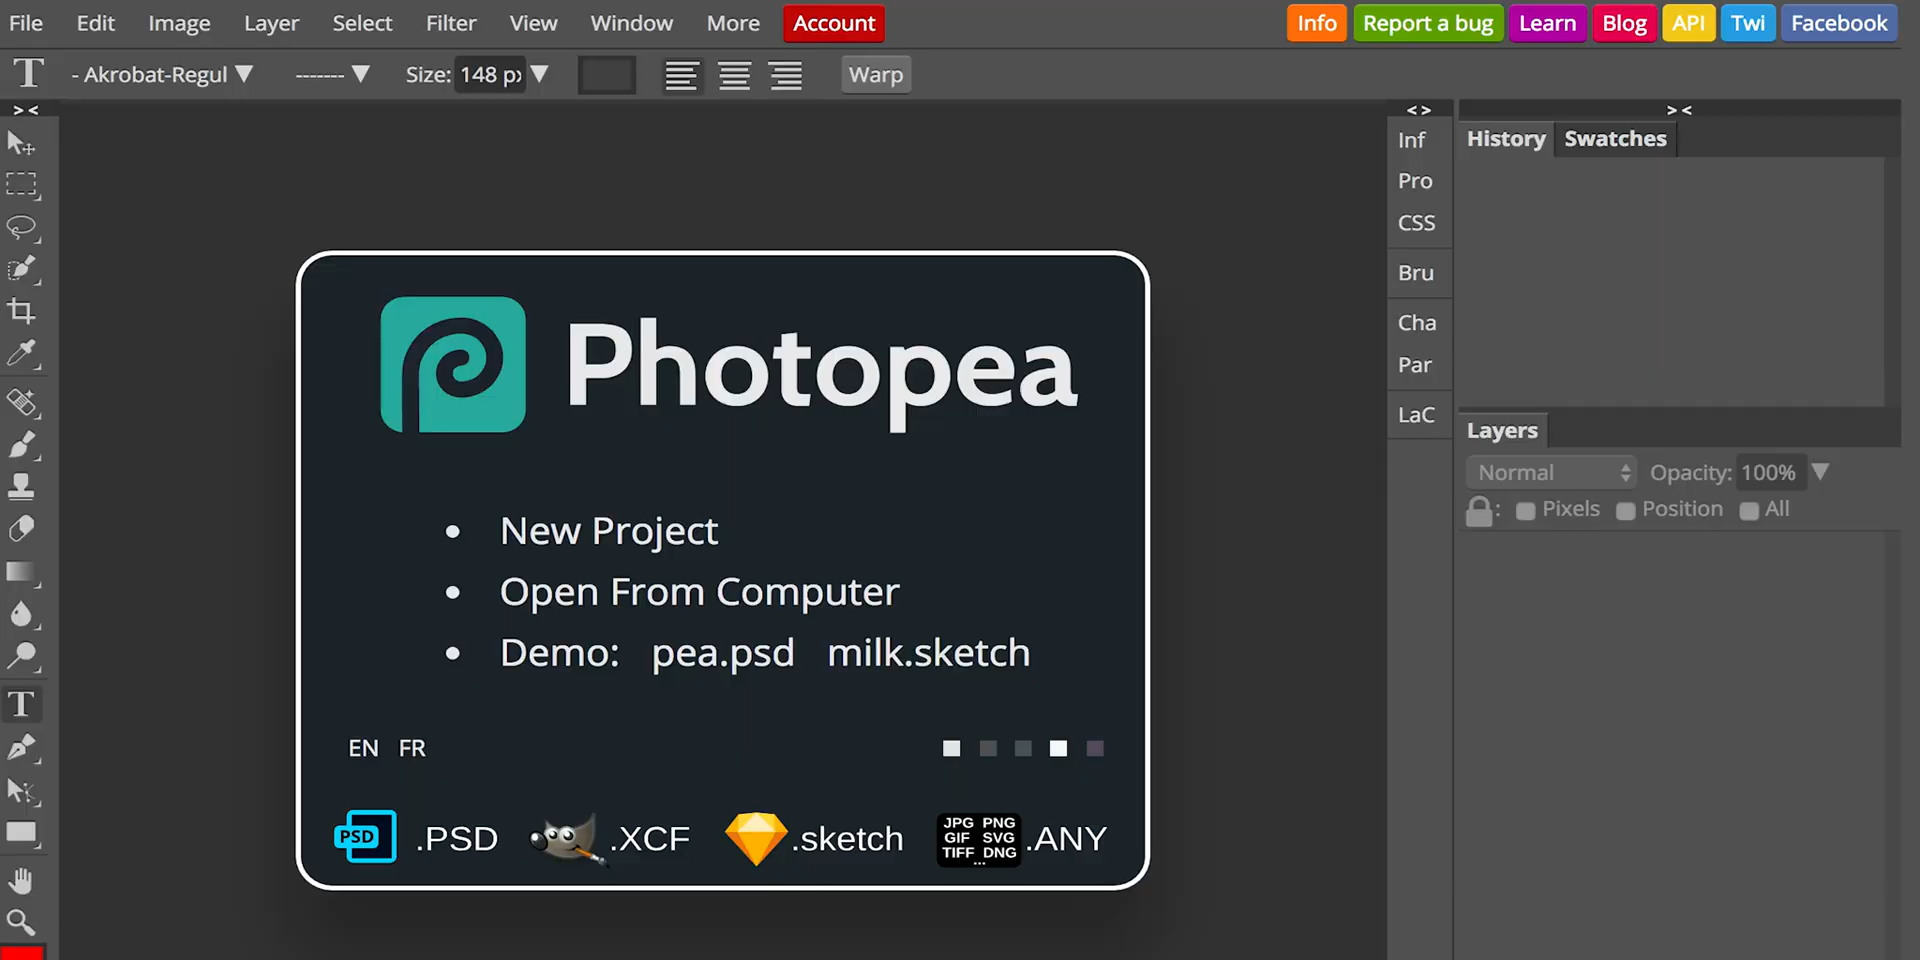 File Edit Image Layer Select Filter View Window More Account Info Report a bug Learn Blog API Twi Facebook
T - Akrobat-Regul ------- Size: 148 px Warp
> < < > > <
Inf History Swatches
Pro
CSS
Bru
Cha
Par
LaC
Photopea
• New Project
• Open From Computer
• Demo: pea.psd milk.sketch
EN FR
PSD .PSD .XCF .sketch JPG PNG GIF SVG TIFF DNG ... .ANY
T
Layers
Normal Opacity: 100%
: Pixels Position All